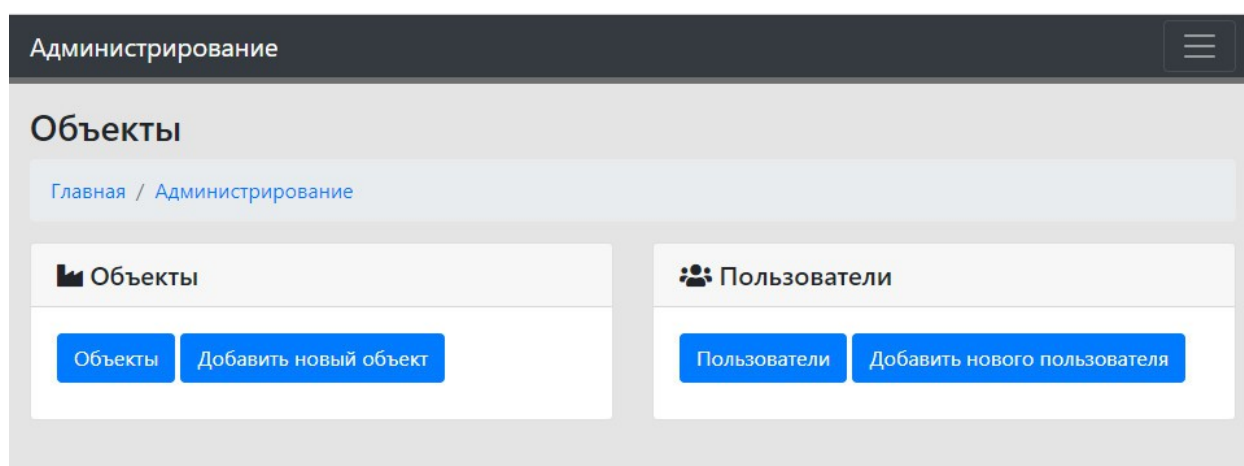 Администрирование
Объекты
Главная / Администрирование
Объекты
Объекты Добавить новый объект
Пользователи
Пользователи Добавить нового пользователя